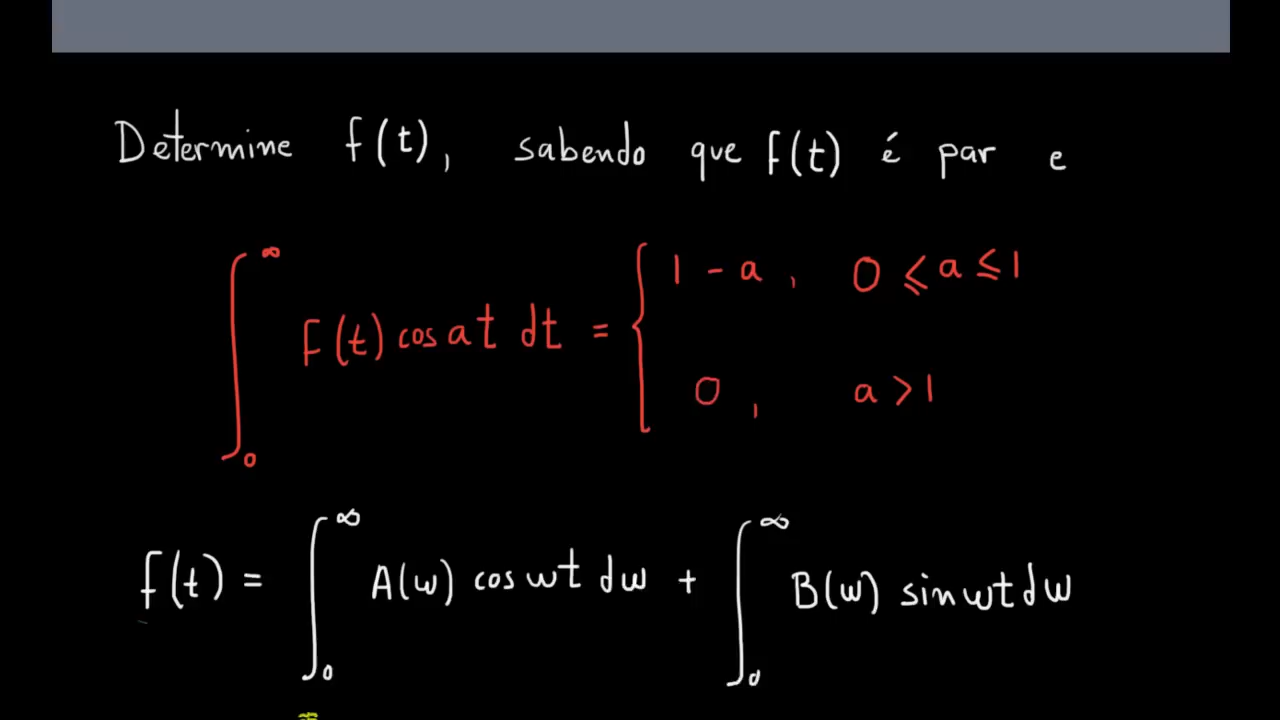 Determine f(t), sabendo que f(t) é par e
∫₀^∞ f(t) cos at dt = { 1 - a, 0 ≤ a ≤ 1
0, a > 1
f(t) = ∫₀^∞ A(w) cos wt dw + ∫₀^∞ B(w) sin wt dw